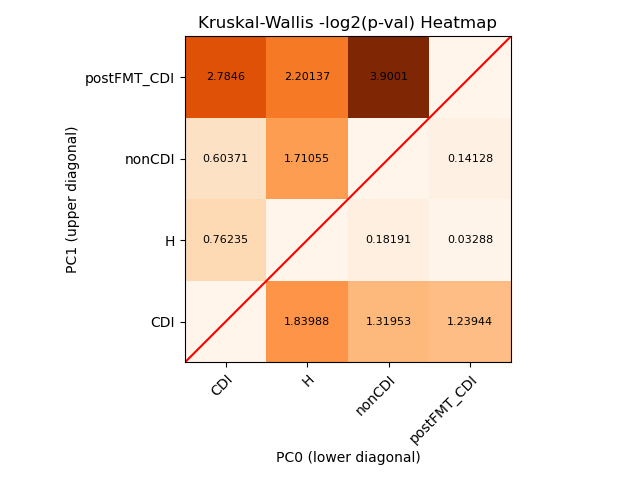 Kruskal-Wallis -log2(p-val) Heatmap
PC1 (upper diagonal)
postFMT_CDI
2.7846 2.20137 3.9001
nonCDI
0.60371 1.71055 0.14128
H
0.76235 0.18191 0.03288
CDI
1.83988 1.31953 1.23944
CDI H nonCDI postFMT_CDI
PC0 (lower diagonal)